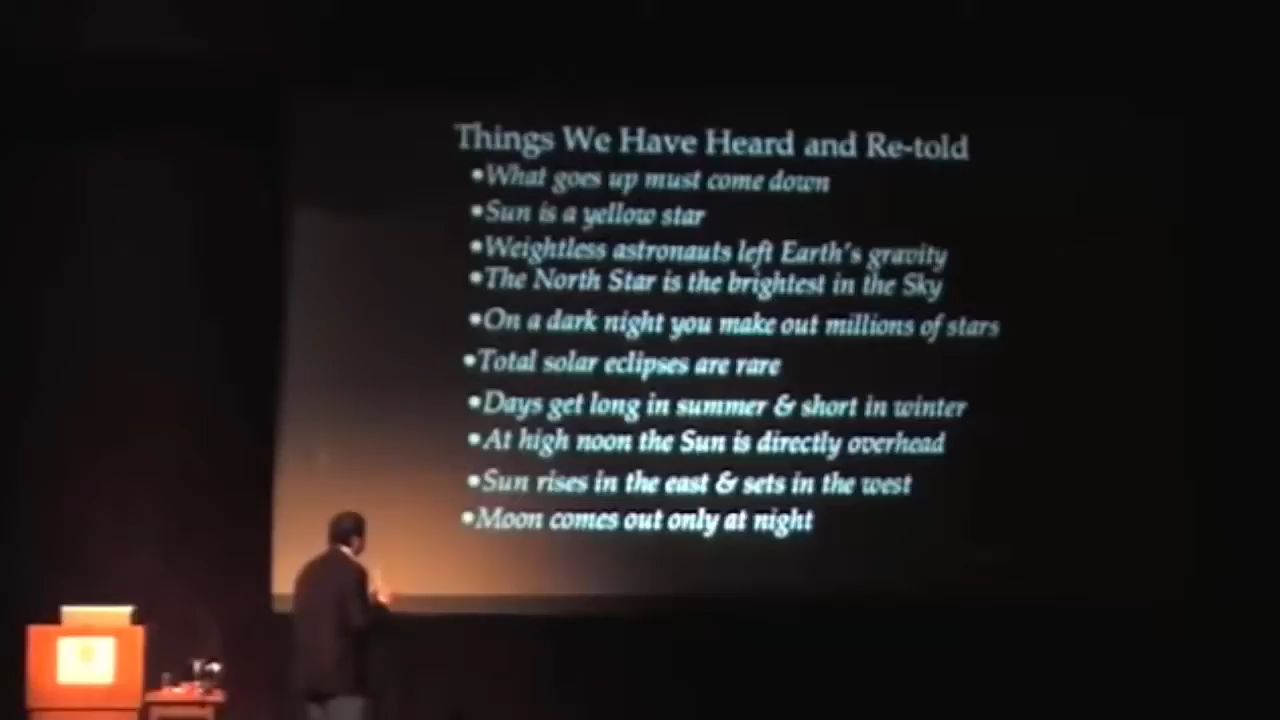 Things We Have Heard and Re-told
•What goes up must come down
•Sun is a yellow star
•Weightless astronauts left Earth's gravity
•The North Star is the brightest in the Sky
•On a dark night you make out millions of stars
•Total solar eclipses are rare
•Days get long in summer & short in winter
•At high noon the Sun is directly overhead
•Sun rises in the east & sets in the west
•Moon comes out only at night